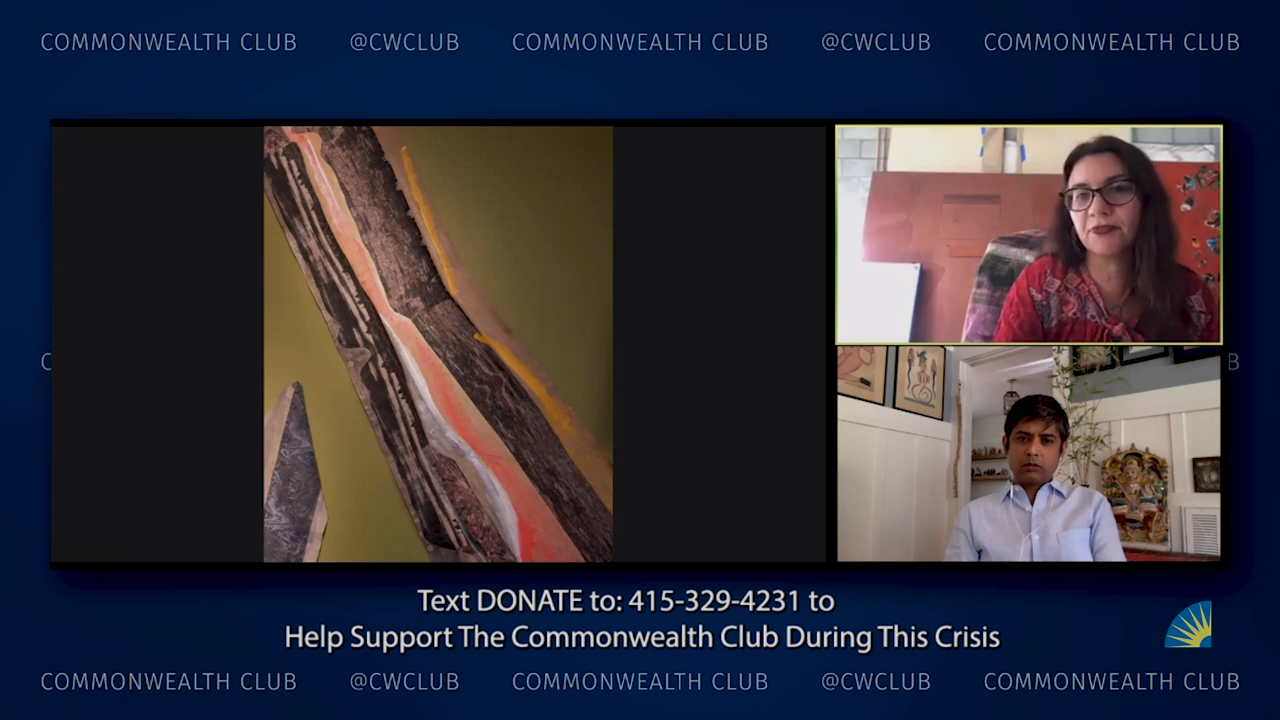 COMMONWEALTH CLUB @CWCLUB COMMONWEALTH CLUB @CWCLUB COMMONWEALTH CLUB
C B
Text DONATE to: 415-329-4231 to
Help Support The Commonwealth Club During This Crisis
COMMONWEALTH CLUB @CWCLUB COMMONWEALTH CLUB @CWCLUB COMMONWEALTH CLUB